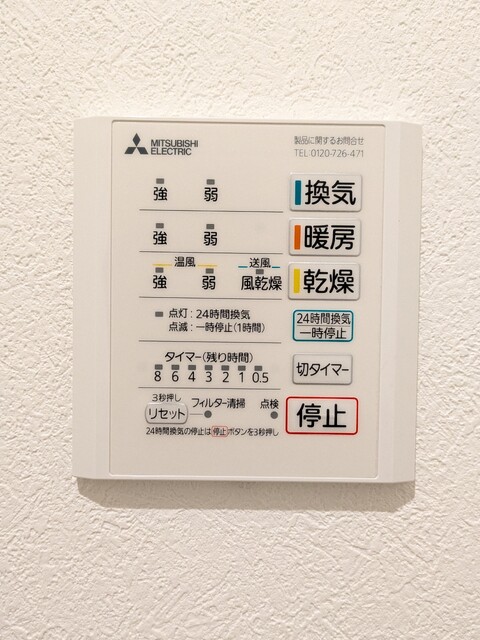 MITSUBISHI
ELECTRIC
製品に関するお問合せ
TEL:0120-726-471
強 弱 換気
強 弱 暖房
温風 送風
強 弱 風乾燥 乾燥
点灯:24時間換気
点滅:一時停止(1時間)
24時間換気
一時停止
タイマー(残り時間)
8 6 4 3 2 1 0.5
切タイマー
3秒押し
リセット フィルター清掃 点検
停止
24時間換気の停止は停止ボタンを3秒押し